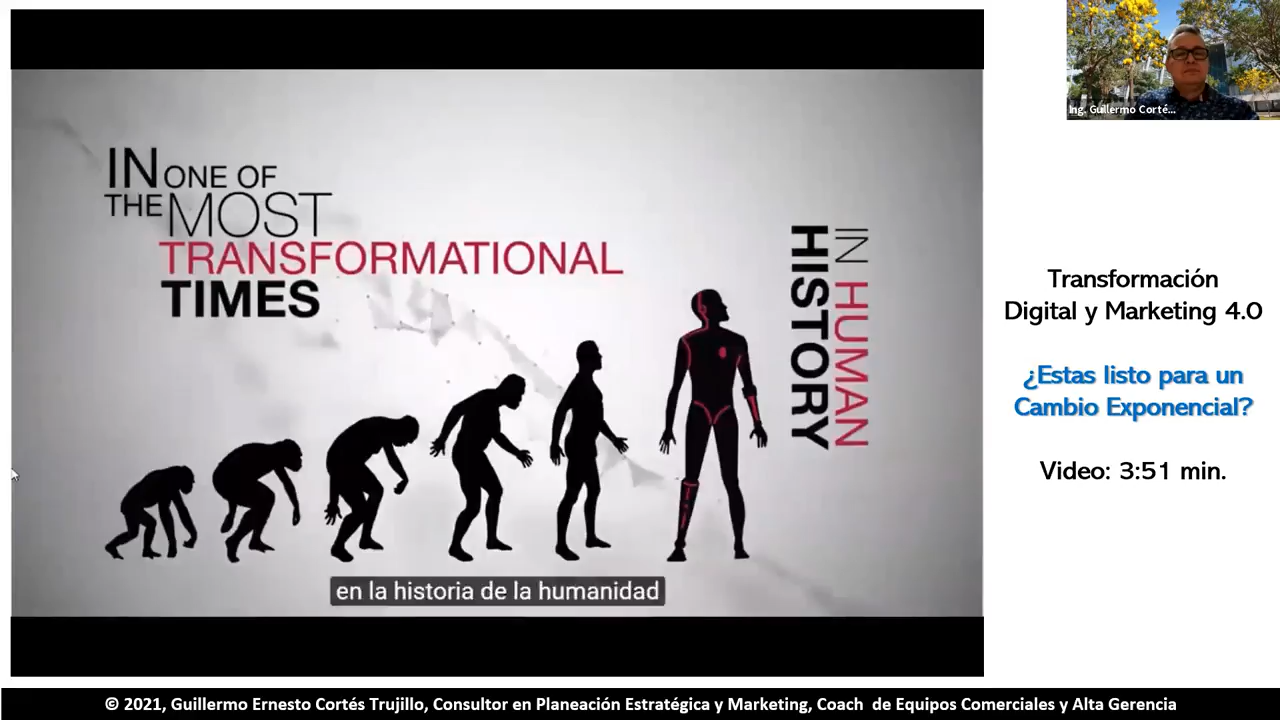 IN ONE OF
THE MOST
TRANSFORMATIONAL
TIMES
IN HUMAN
HISTORY
en la historia de la humanidad
Ing. Guillermo Corté...
Transformación
Digital y Marketing 4.0
¿Estas listo para un
Cambio Exponencial?
Video: 3:51 min.
© 2021, Guillermo Ernesto Cortés Trujillo, Consultor en Planeación Estratégica y Marketing, Coach de Equipos Comerciales y Alta Gerencia